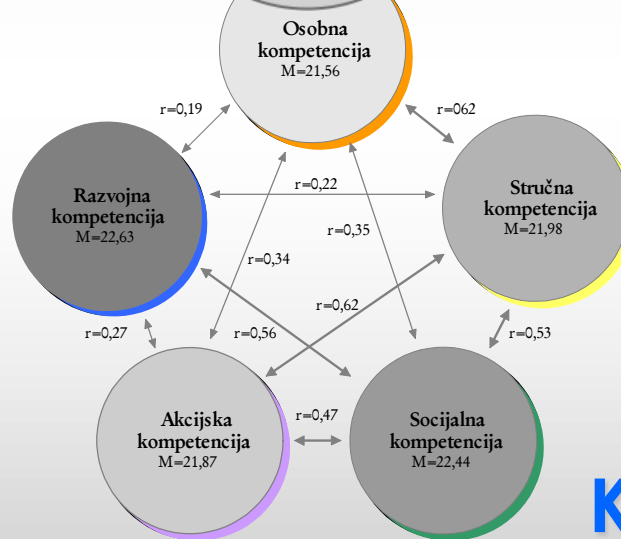 Osobna
kompetencija
M=21,56
r=0,19
r=062
Razvojna
kompetencija
M=22,63
r=0,22
Stručna
kompetencija
M=21,98
r=0,35
r=0,34
r=0,62
r=0,27
r=0,56
r=0,53
Akcijska
kompetencija
M=21,87
r=0,47
Socijalna
kompetencija
M=22,44
K